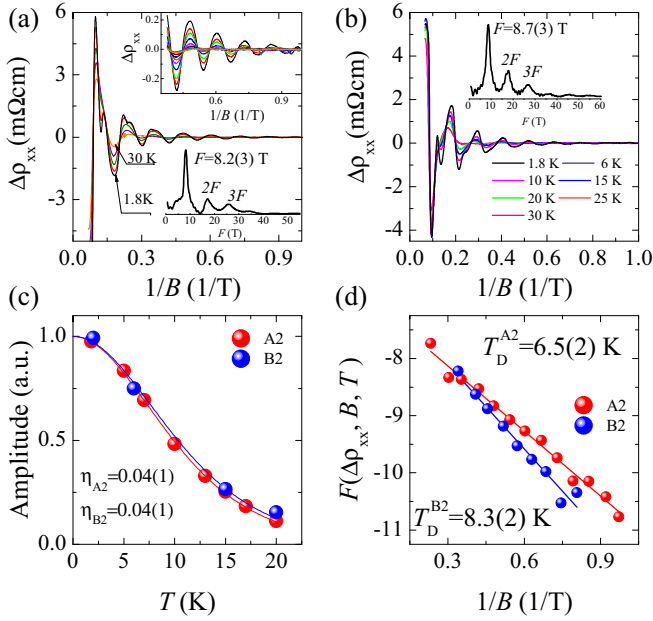 (a)
Δρxx(mΩcm)
6
3
0
-3
0.0
0.3
0.6
0.9
1/B (1/T)
Δρxx
0.2
0.0
-0.2
0.6
0.8
1/B (1/T)
30 K
1.8K
F=8.2(3) T
2F
3F
0
10
20
30
40
50
F (T)
(b)
Δρxx(mΩcm)
6
4
2
0
2
4
6
0.0
0.2
0.4
0.6
0.8
1.0
1/B (1/T)
F=8.7(3) T
2F
3F
0
10
20
30
40
50
60
F (T)
1.8 K
6 K
10 K
15 K
20 K
25 K
30 K
(c)
Amplitude (a.u.)
1.0
0.5
0.0
0
5
10
15
20
T (K)
A2
B2
ηA2=0.04(1)
ηB2=0.04(1)
(d)
F(Δρxx, B, T)
-8
-9
-10
-11
0.3
0.6
0.9
1/B (1/T)
TDA2=6.5(2) K
A2
B2
TDB2=8.3(2) K